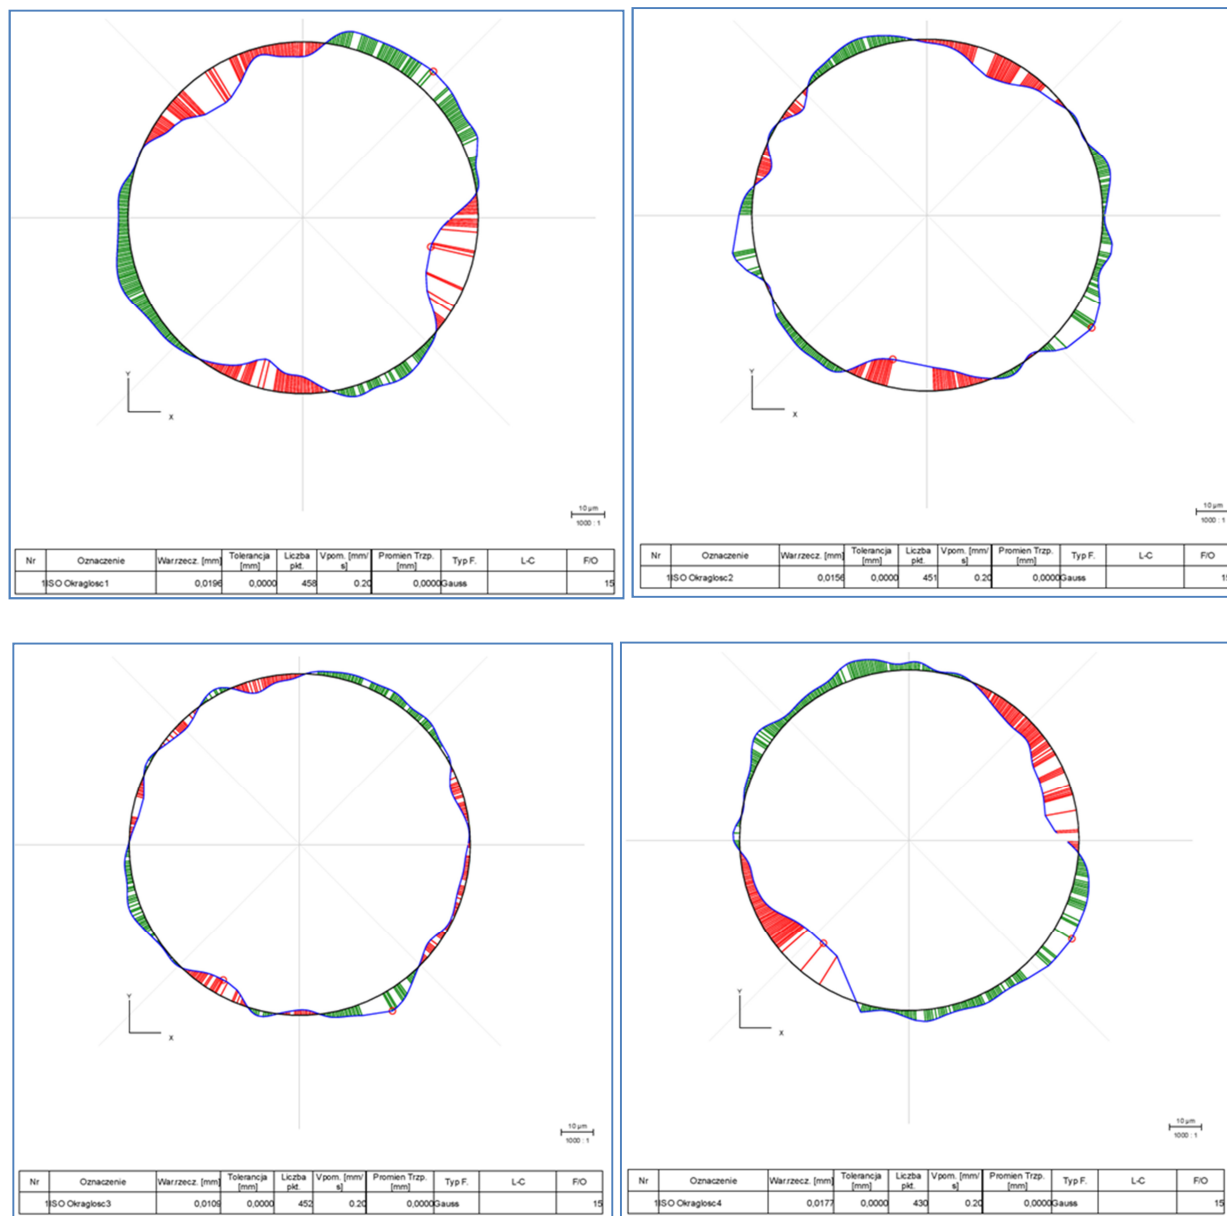 Y
X
10 µm
1000 : 1
Nr Oznaczenie War.rzecz. [mm] Tolerancja [mm] Liczba pkt. Vpom. [mm/s] Promien Trzp. [mm] Typ F. L-C F/O
1 ISO Okraglosc1 0,0196 0,0000 458 0.20 0,0000 Gauss 15
Y
X
10 µm
1000 : 1
Nr Oznaczenie War.rzecz. [mm] Tolerancja [mm] Liczba pkt. Vpom. [mm/s] Promien Trzp. [mm] Typ F. L-C F/O
1 ISO Okraglosc2 0,0156 0,0000 451 0.20 0,0000 Gauss 15
Y
X
10 µm
1000 : 1
Nr Oznaczenie War.rzecz. [mm] Tolerancja [mm] Liczba pkt. Vpom. [mm/s] Promien Trzp. [mm] Typ F. L-C F/O
1 ISO Okraglosc3 0,0109 0,0000 452 0.20 0,0000 Gauss 15
Y
X
10 µm
1000 : 1
Nr Oznaczenie War.rzecz. [mm] Tolerancja [mm] Liczba pkt. Vpom. [mm/s] Promien Trzp. [mm] Typ F. L-C F/O
1 ISO Okraglosc4 0,0177 0,0000 430 0.20 0,0000 Gauss 15